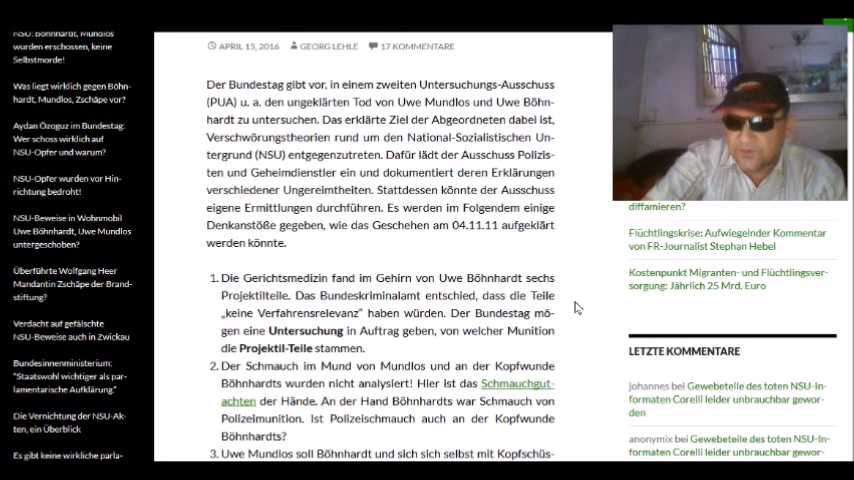 NSU: Böhnhardt, Mundlos
wurden erschossen, keine
Selbstmorde!
Was liegt wirklich gegen Böhn-
hardt, Mundlos, Zschäpe vor?
Aydan Özoguz im Bundestag:
Wer schoss wirklich auf
NSU-Opfer und warum?
NSU-Opfer wurden vor Hin-
richtung bedroht!
NSU-Beweise in Wohnmobil
Uwe Böhnhardt, Uwe Mundlos
untergeschoben?
Überführte Wolfgang Heer
Mandantin Zschäpe der Brand-
stiftung?
Verdacht auf gefälschte
NSU-Beweise auch in Zwickau
Bundesinnenministerium:
"Staatswohl wichtiger als par-
lamentarische Aufklärung."
Die Vernichtung der NSU-Ak-
ten, ein Überblick
Es gibt keine wirkliche parla-
APRIL 15, 2016 GEORG LEHLE 17 KOMMENTARE
Der Bundestag gibt vor, in einem zweiten Untersuchungs-Ausschuss
(PUA) u. a. den ungeklärten Tod von Uwe Mundlos und Uwe Böhn-
hardt zu untersuchen. Das erklärte Ziel der Abgeordneten dabei ist,
Verschwörungstheorien rund um den National-Sozialistischen Un-
tergrund (NSU) entgegenzutreten. Dafür lädt der Ausschuss Polizis-
ten und Geheimdienstler ein und dokumentiert deren Erklärungen
verschiedener Ungereimtheiten. Stattdessen könnte der Ausschuss
eigene Ermittlungen durchführen. Es werden im Folgendem einige
Denkanstöße gegeben, wie das Geschehen am 04.11.11 aufgeklärt
werden könnte.
1. Die Gerichtsmedizin fand im Gehirn von Uwe Böhnhardt sechs
Projektilteile. Das Bundeskriminalamt entschied, dass die Teile
„keine Verfahrensrelevanz" haben würden. Der Bundestag mö-
gen eine Untersuchung in Auftrag geben, von welcher Munition
die Projektil-Teile stammen.
2. Der Schmauch im Mund von Mundlos und an der Kopfwunde
Böhnhardts wurden nicht analysiert! Hier ist das Schmauchgut-
achten der Hände. An der Hand Böhnhardts war Schmauch von
Polizeimunition. Ist Polizeischmauch auch an der Kopfwunde
Böhnhardts?
3. Uwe Mundlos soll Böhnhardt und sich sich selbst mit Kopfschüs-
diffamieren?
Flüchtlingskrise: Aufwiegelnder Kommentar
von FR-Journalist Stephan Hebel
Kostenpunkt Migranten- und Flüchtlingsver-
sorgung: Jährlich 25 Mrd. Euro
LETZTE KOMMENTARE
johannes bei Gewebeteile des toten NSU-In-
formaten Corelli leider unbrauchbar gewor-
den
anonymix bei Gewebeteile des toten NSU-In-
formaten Corelli leider unbrauchbar gewor-